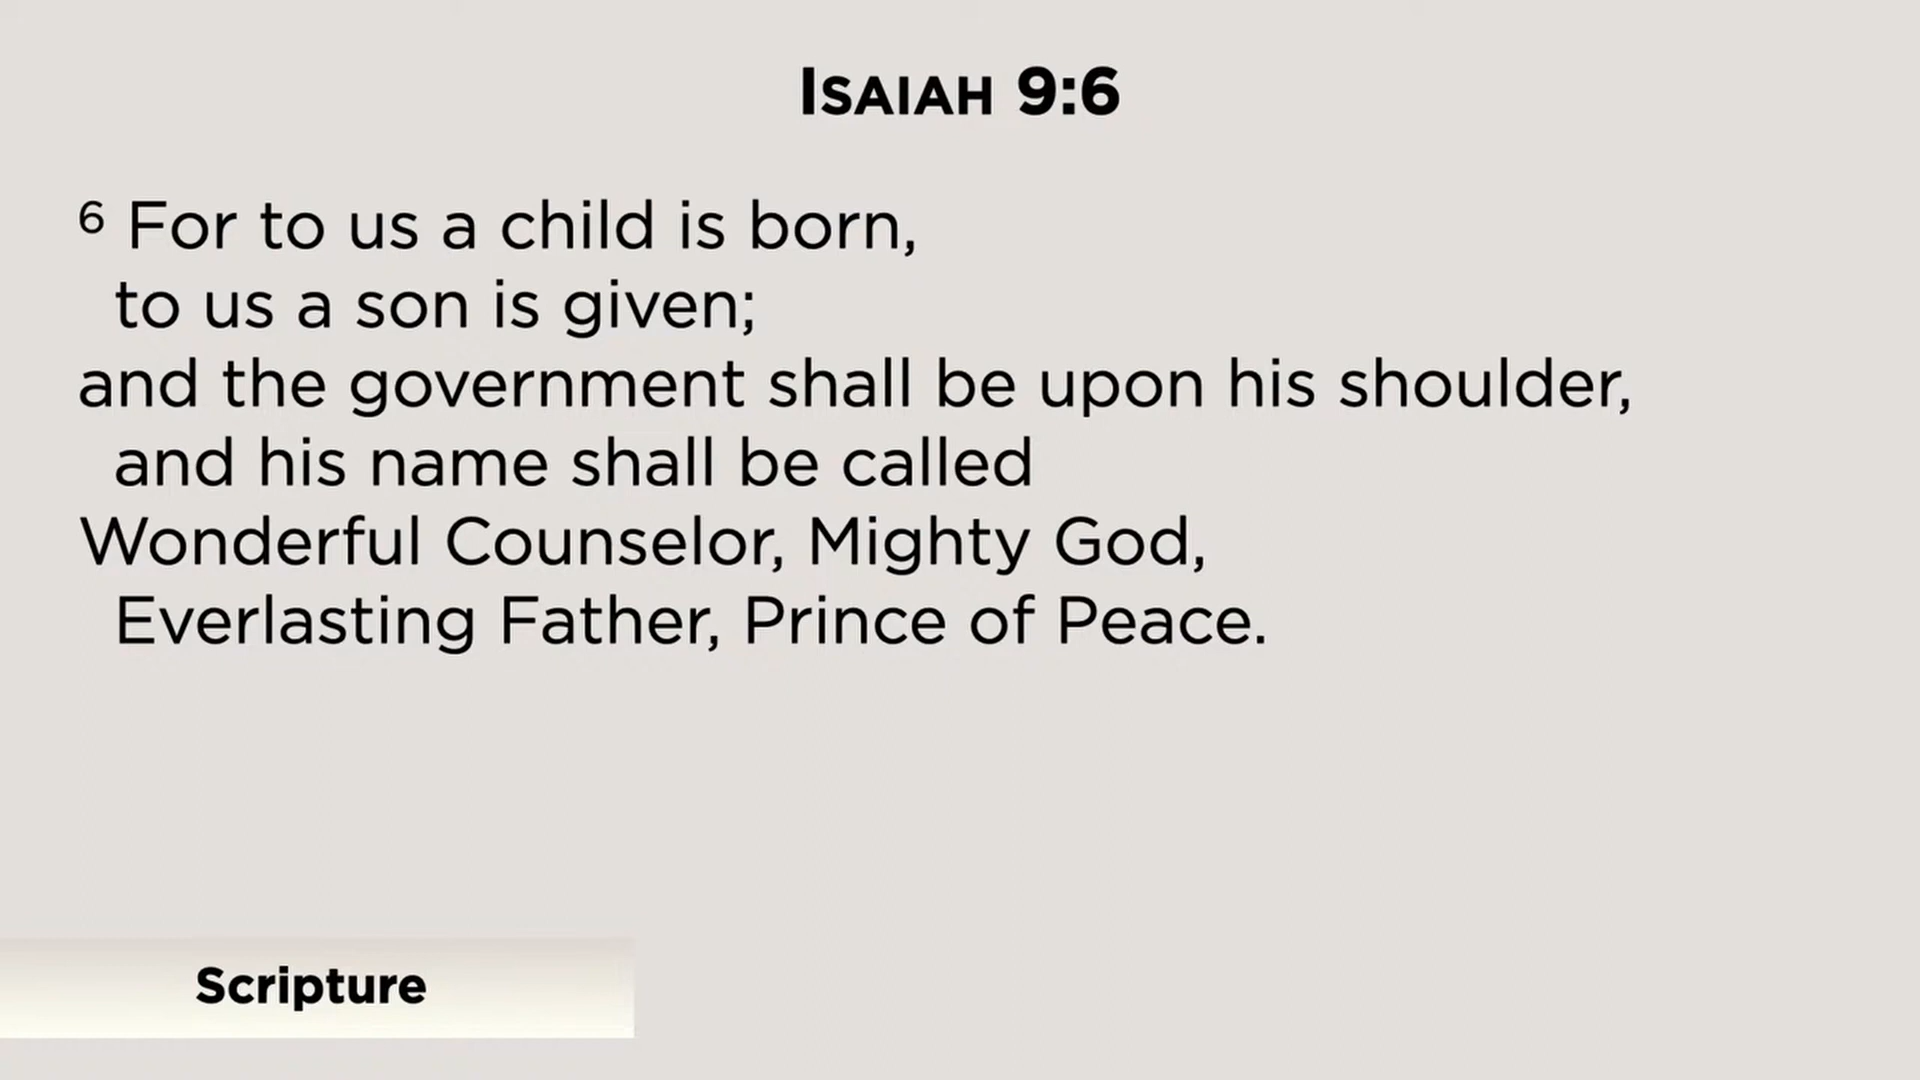 Isaiah 9:6
6 For to us a child is born,
to us a son is given;
and the government shall be upon his shoulder,
and his name shall be called
Wonderful Counselor, Mighty God,
Everlasting Father, Prince of Peace.
Scripture